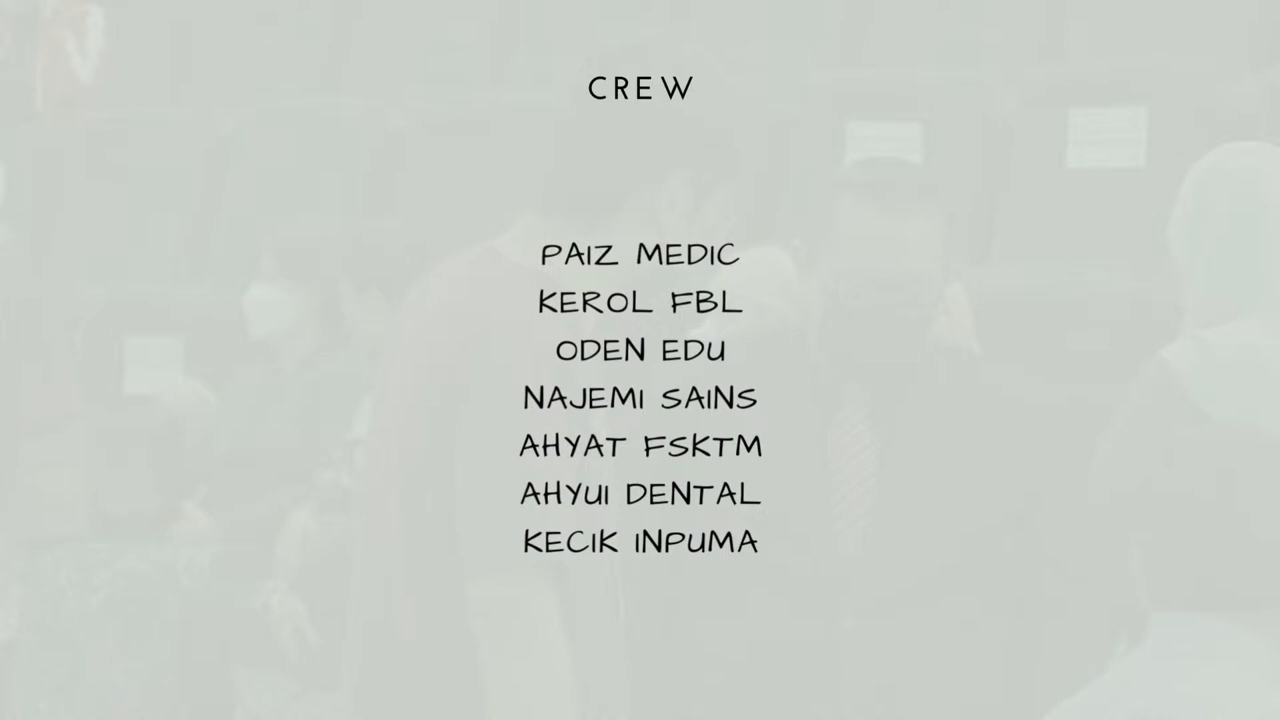 CREW
PAIZ MEDIC
KEROL FBL
ODEN EDU
NAJEMI SAINS
AHYAT FSKTM
AHYUI DENTAL
KECIK INPUMA